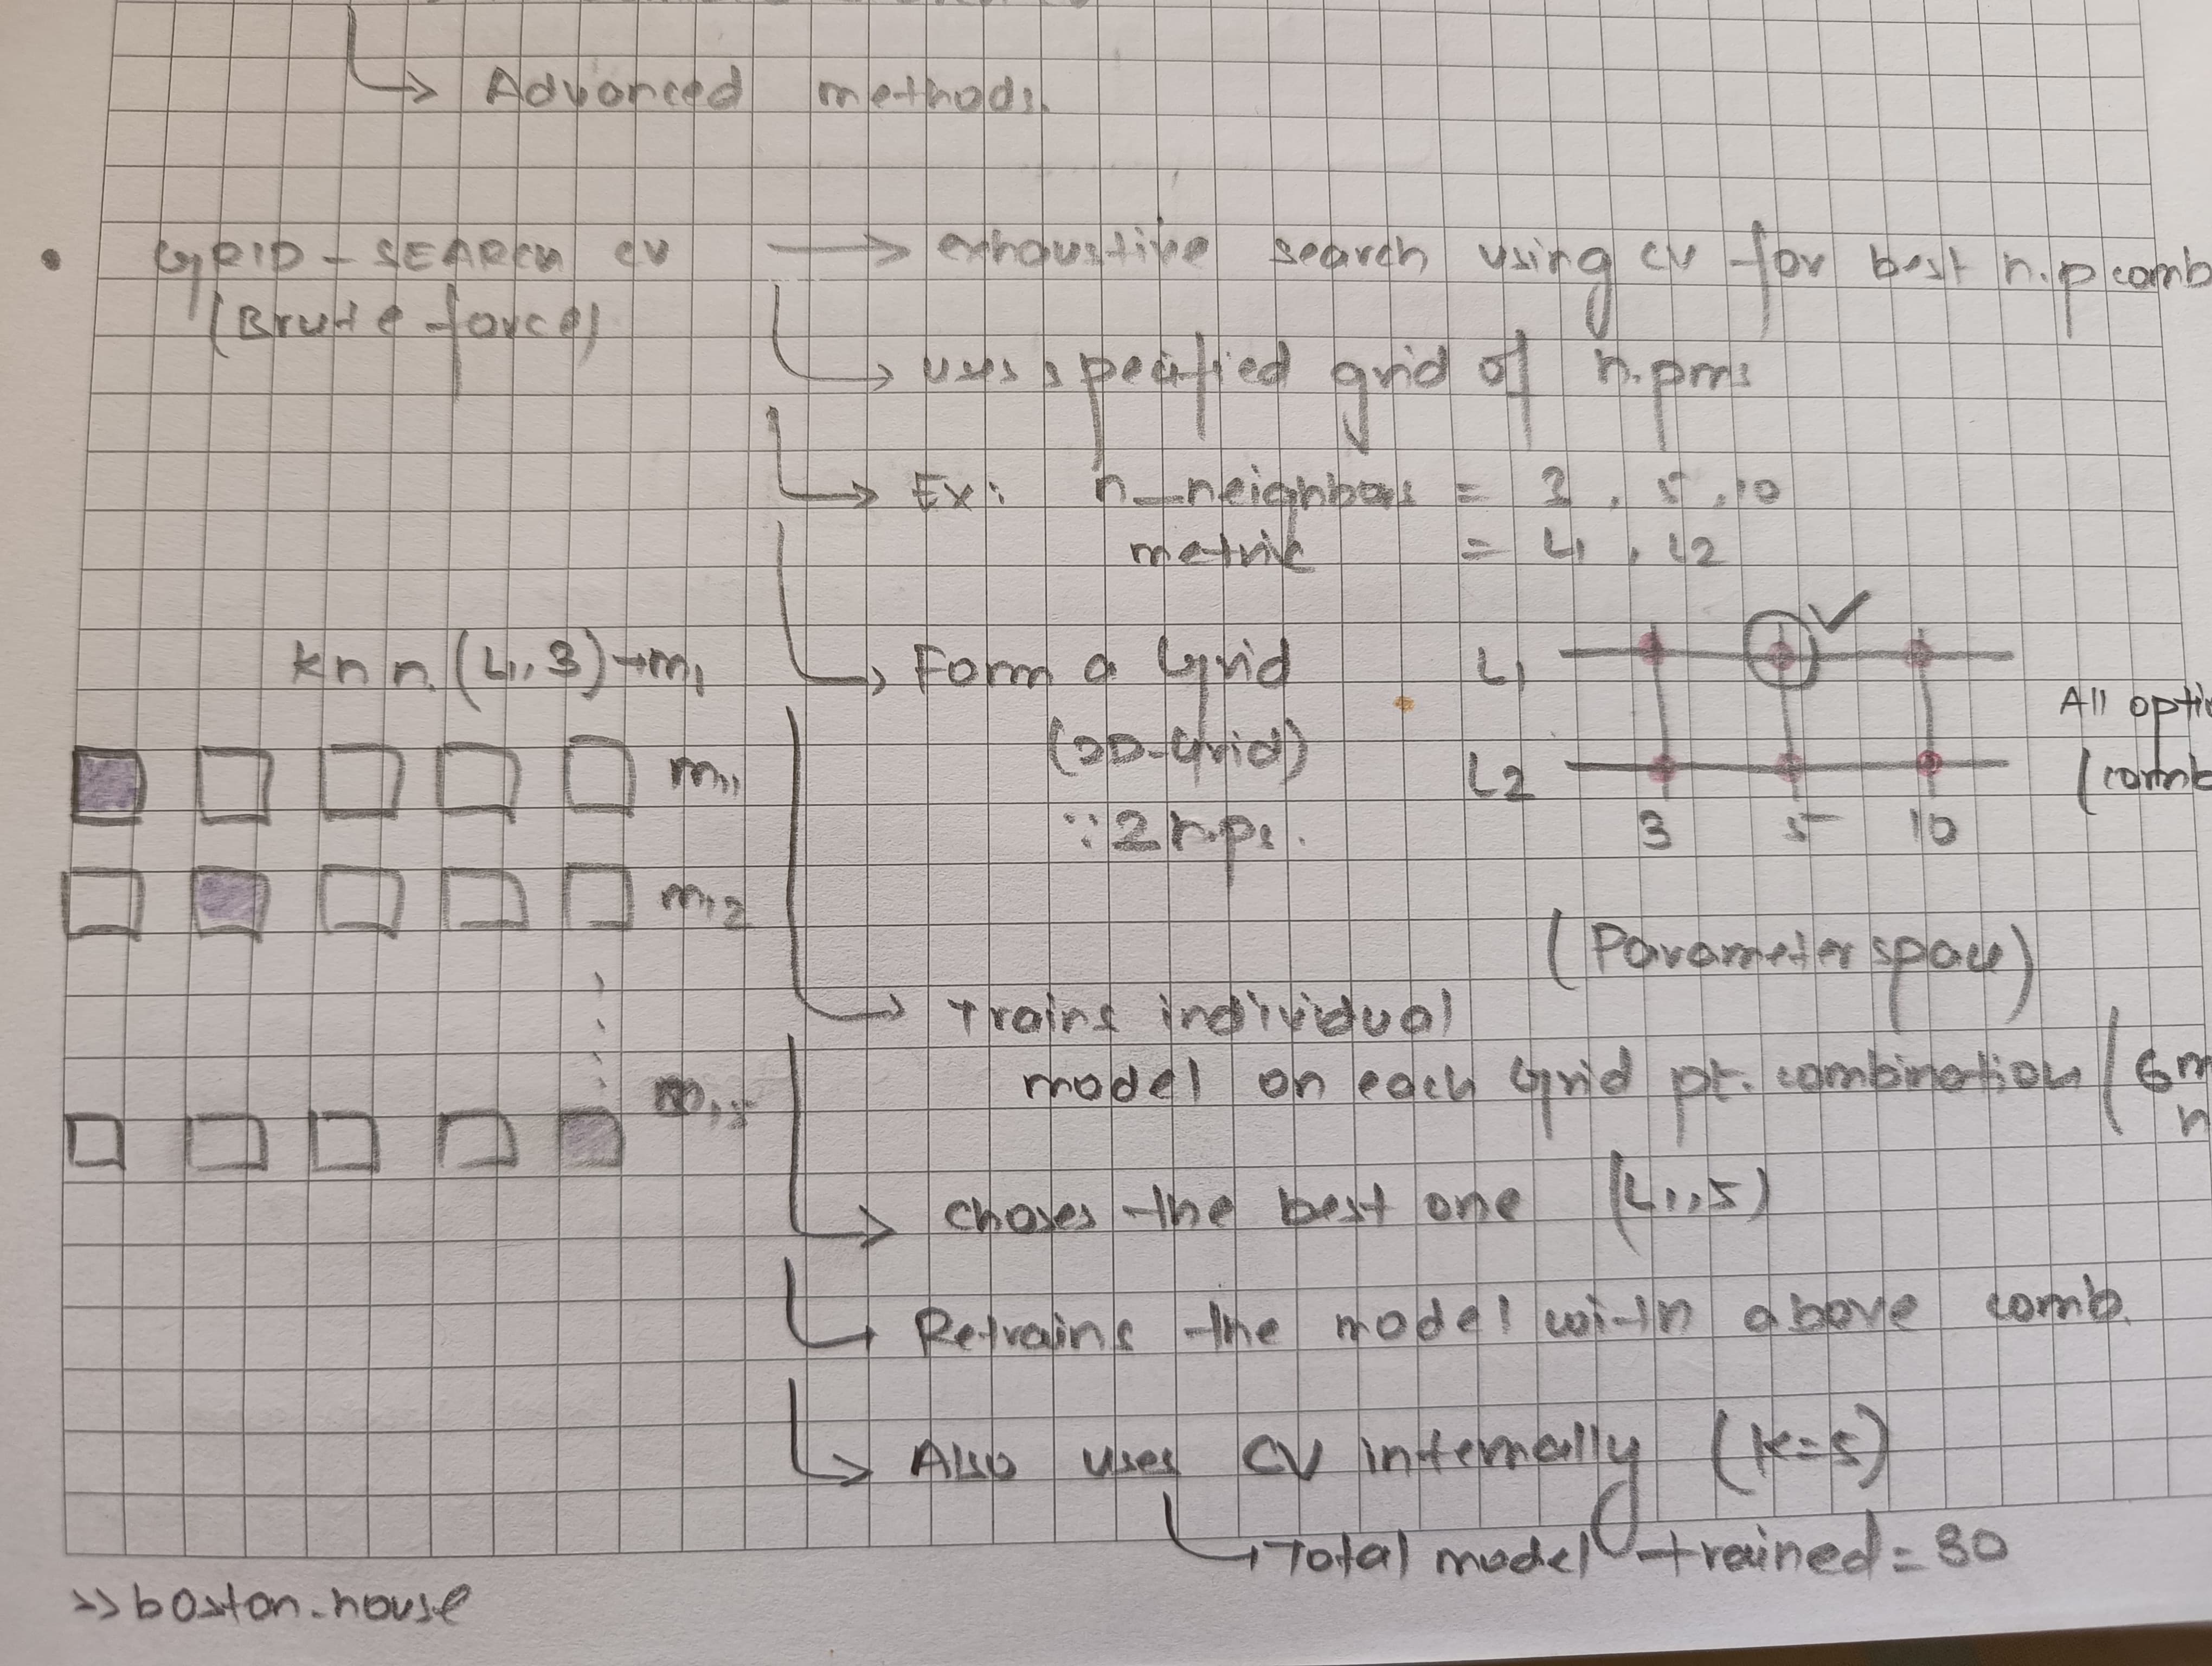 Advanced methods.
• GRID-SEARCH CV → exhaustive search using cv for best h.p comb
(Brute force)
uses specified grid of h.pms
Ex: n_neighbors = 3, 5, 10
metric = L1, L2
knn (L1, 3) → m1
Form a Grid
(2D-Grid)
∵ 2 h.ps.
L1
L2
3 5 10
All opti
(comb
m11
m12
m15
(Parameter space)
Trains individual
model on each Grid pt. combination (6 m
choses the best one (L1, 5)
Retrains the model with above comb.
Also uses CV internally (k=5)
Total model trained = 30
>> boston.house